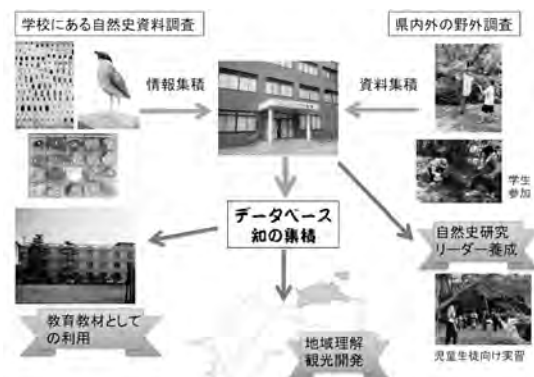 学校にある自然史資料調査
県内外の野外調査
情報集積
資料集積
学生
参加
データベース
知の集積
自然史研究
リーダー養成
教育教材として
の利用
地域理解
観光開発
児童生徒向け実習